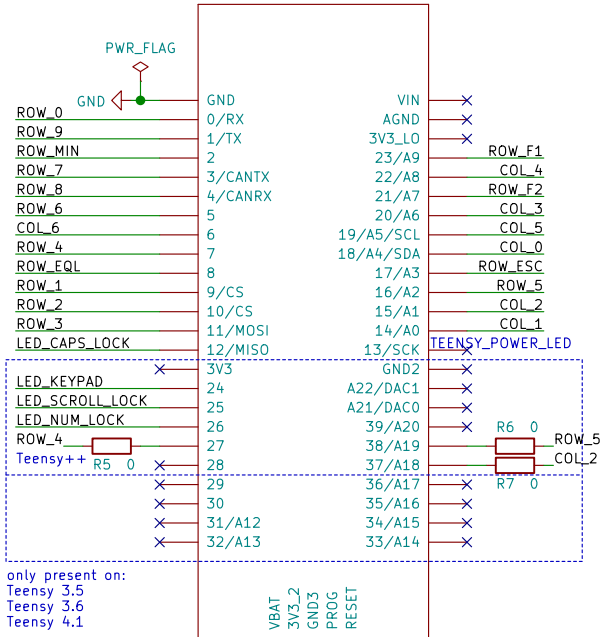 PWR_FLAG
GND
GND VIN
ROW_0 0/RX AGND
ROW_9 1/TX 3V3_LO
ROW_MIN 2 23/A9 ROW_F1
ROW_7 3/CANTX 22/A8 COL_4
ROW_8 4/CANRX 21/A7 ROW_F2
ROW_6 5 20/A6 COL_3
COL_6 6 19/A5/SCL COL_5
ROW_4 7 18/A4/SDA COL_0
ROW_EQL 8 17/A3 ROW_ESC
ROW_1 9/CS 16/A2 ROW_5
ROW_2 10/CS 15/A1 COL_2
ROW_3 11/MOSI 14/A0 COL_1
LED_CAPS_LOCK 12/MISO 13/SCK TEENSY_POWER_LED
3V3 GND2
LED_KEYPAD 24 A22/DAC1
LED_SCROLL_LOCK 25 A21/DAC0
LED_NUM_LOCK 26 39/A20 R6 0
ROW_4 27 38/A19 ROW_5
Teensy++ R5 0 28 37/A18 COL_2
29 36/A17 R7 0
30 35/A16
31/A12 34/A15
32/A13 33/A14
only present on:
Teensy 3.5
Teensy 3.6
Teensy 4.1
VBAT
3V3_2
GND3
PROG
RESET